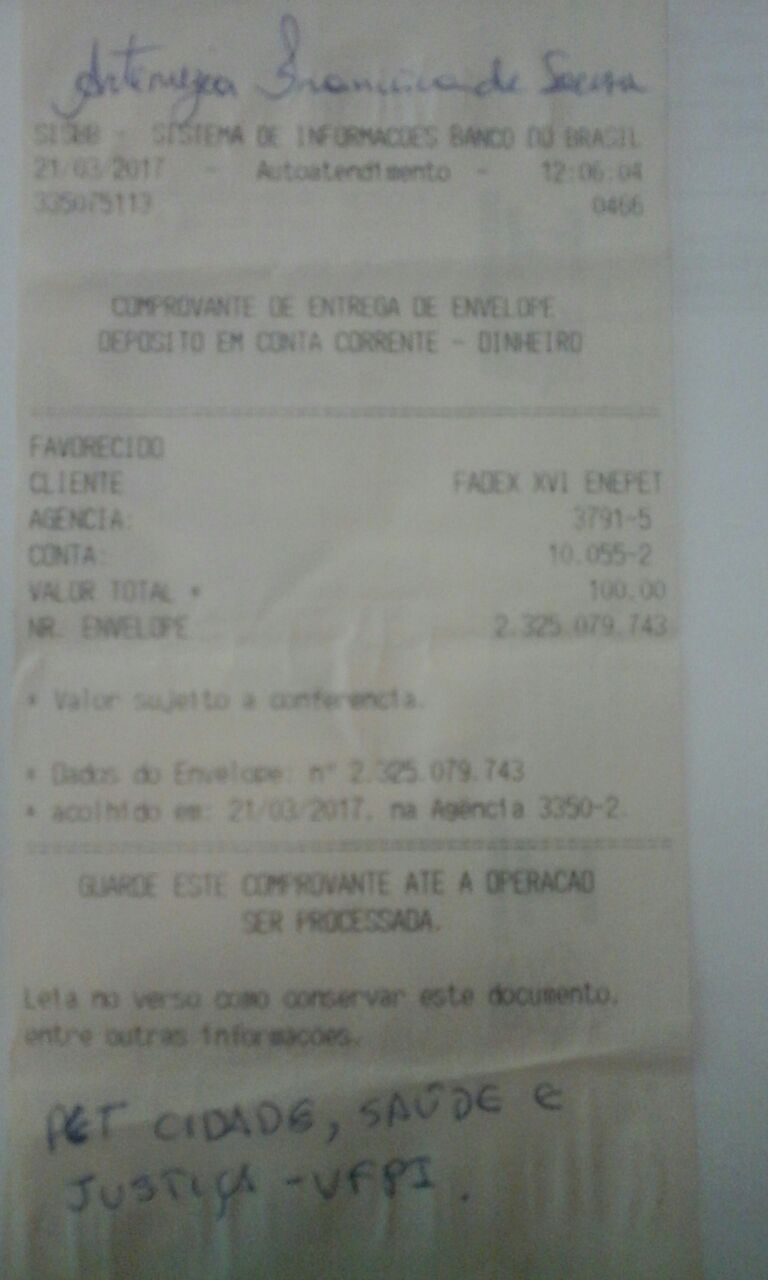 Artemizea Francisca de Sousa
SISBB - SISTEMA DE INFORMACOES BANCO DO BRASIL
21/03/2017 - Autoatendimento - 12:06:04
335075113 0466
COMPROVANTE DE ENTREGA DE ENVELOPE
DEPOSITO EM CONTA CORRENTE - DINHEIRO
FAVORECIDO
CLIENTE FADEX XVI ENEPET
AGENCIA: 3791-5
CONTA: 10.055-2
VALOR TOTAL * 100,00
NR. ENVELOPE 2.325.079.743
* Valor sujeito a conferencia.
* Dados do Envelope: n° 2.325.079.743
* acolhido em: 21/03/2017, na Agência 3350-2.
GUARDE ESTE COMPROVANTE ATE A OPERACAO
SER PROCESSADA.
Leia no verso como conservar este documento,
entre outras informacoes.
PET CIDADE, SAÚDE E
JUSTIÇA - UFPI.